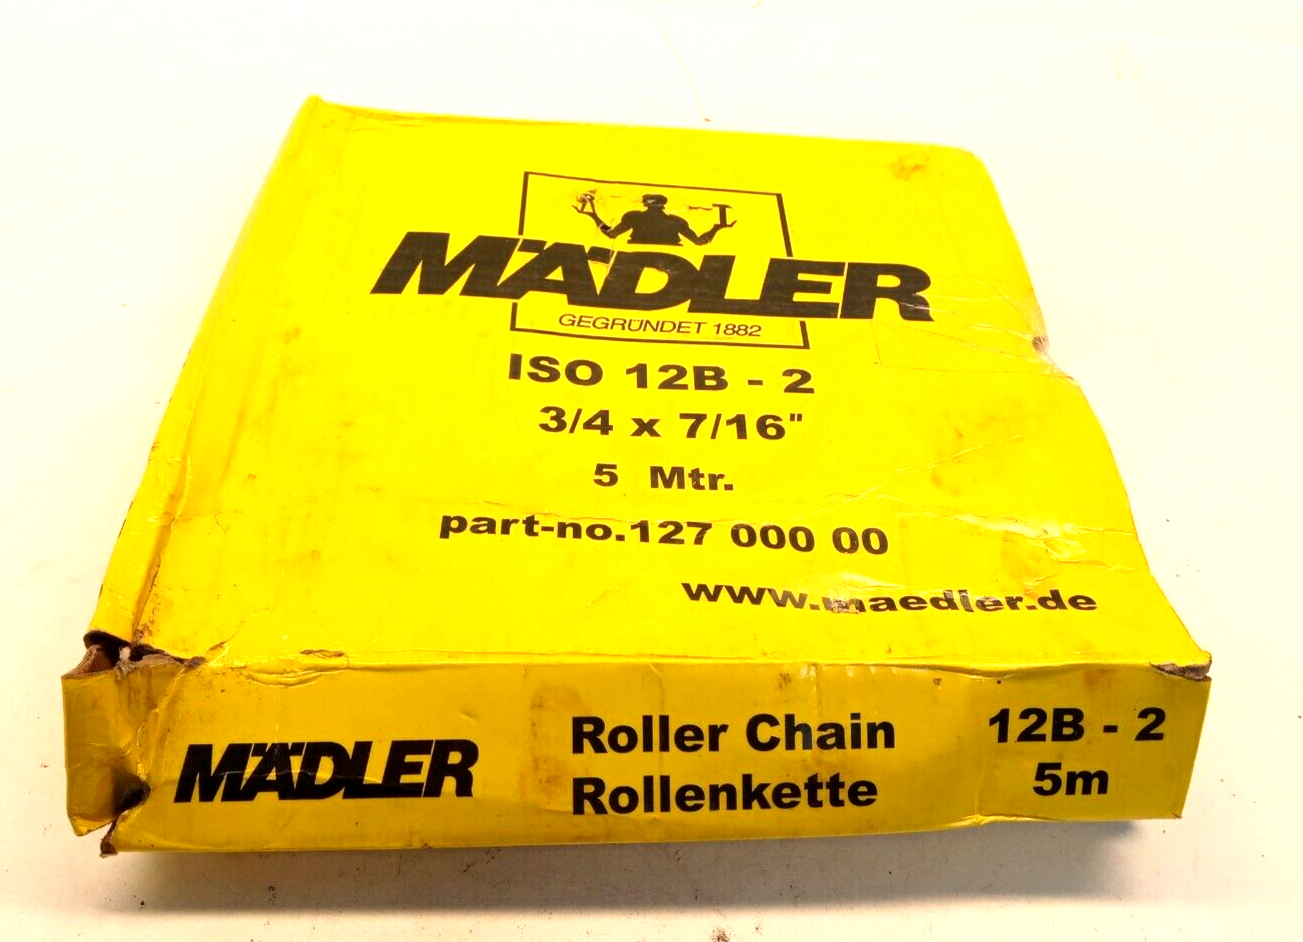 MÄDLER
GEGRÜNDET 1882
ISO 12B - 2
3/4 x 7/16"
5 Mtr.
part-no.127 000 00
www.maedler.de
MÄDLER
Roller Chain
Rollenkette
12B - 2
5m